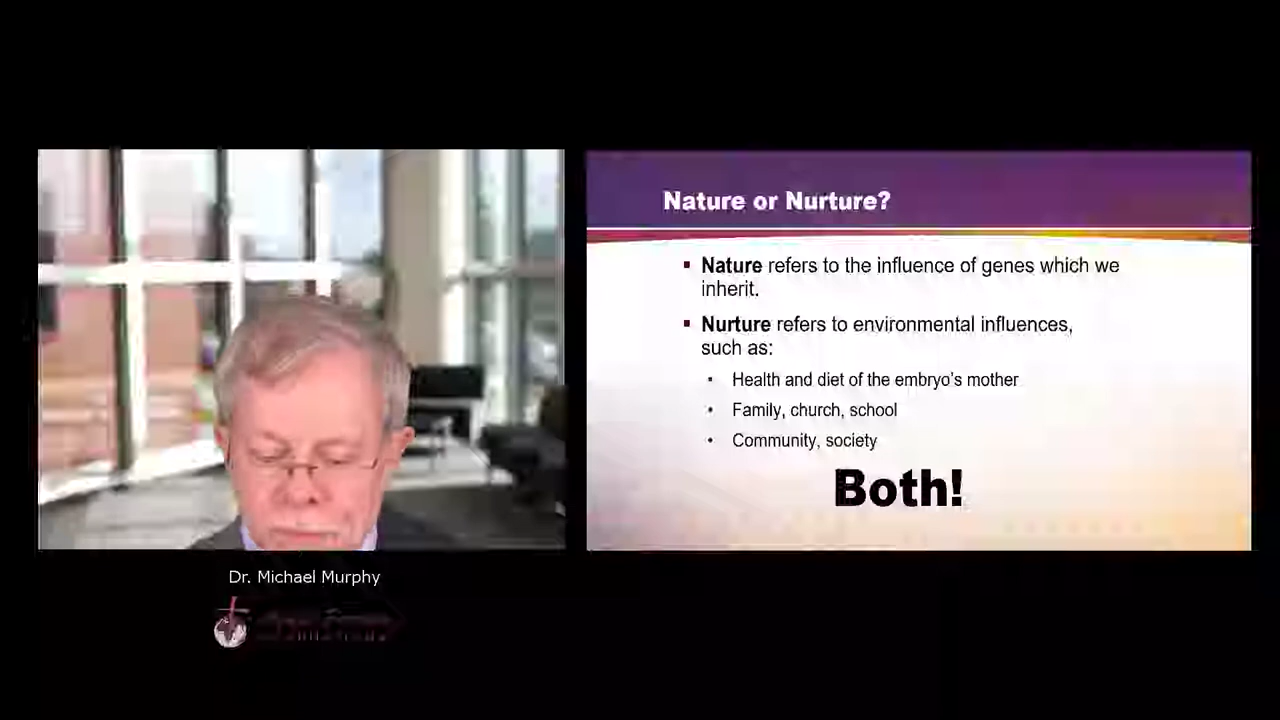 Nature or Nurture?
▪ Nature refers to the influence of genes which we
inherit.
▪ Nurture refers to environmental influences,
such as:
• Health and diet of the embryo's mother
• Family, church, school
• Community, society
Both!
Dr. Michael Murphy